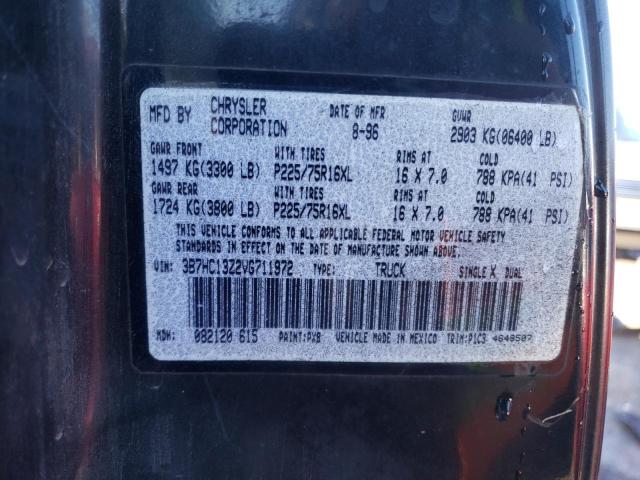 MFD BY CHRYSLER CORPORATION DATE OF MFR 8-96 GVWR 2903 KG(06400 LB)
GAWR FRONT WITH TIRES RIMS AT COLD
1497 KG(3300 LB) P225/75R16XL 16 X 7.0 788 KPA(41 PSI)
GAWR REAR WITH TIRES RIMS AT COLD
1724 KG(3800 LB) P225/75R16XL 16 X 7.0 788 KPA(41 PSI)
THIS VEHICLE CONFORMS TO ALL APPLICABLE FEDERAL MOTOR VEHICLE SAFETY
STANDARDS IN EFFECT ON THE DATE OF MANUFACTURE SHOWN ABOVE.
VIN: 3B7HC13Z2VG711972 TYPE: TRUCK SINGLE X DUAL
MDH: 082120 615 PAINT:PX8 VEHICLE MADE IN MEXICO TRIM:P1C3 4648507